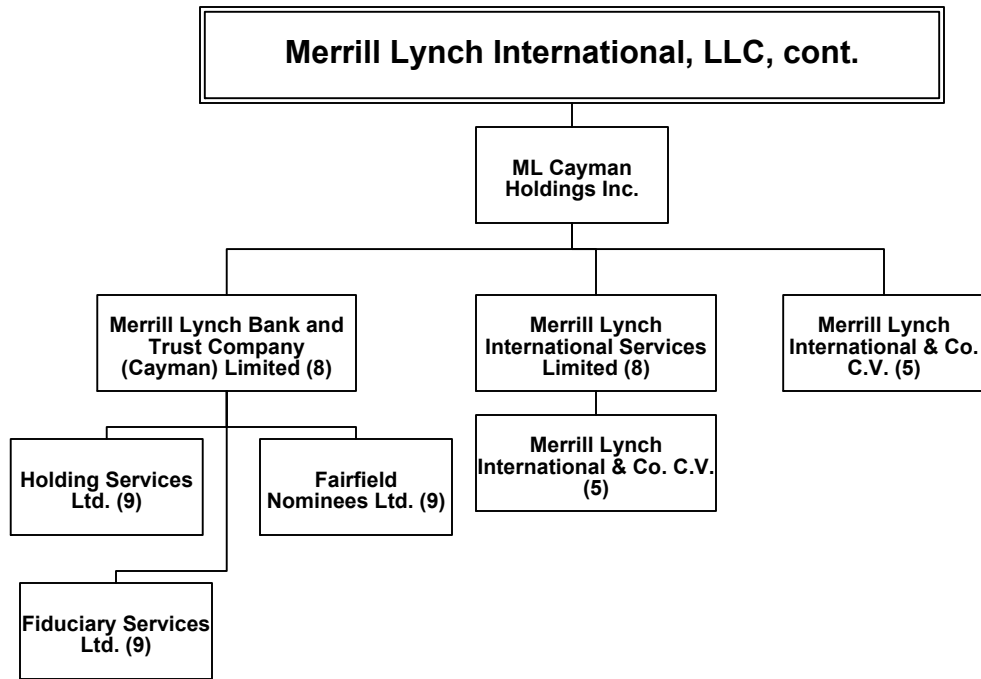 Merrill Lynch International, LLC, cont.
ML Cayman
Holdings Inc.
Merrill Lynch Bank and
Trust Company
(Cayman) Limited (8)
Merrill Lynch
International Services
Limited (8)
Merrill Lynch
International & Co.
C.V. (5)
Holding Services
Ltd. (9)
Fairfield
Nominees Ltd. (9)
Merrill Lynch
International & Co. C.V.
(5)
Fiduciary Services
Ltd. (9)